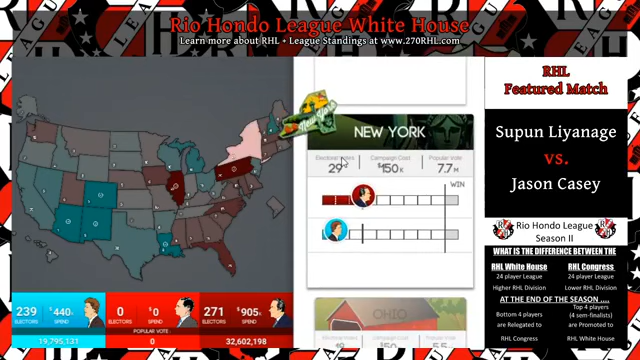 Rio Hondo League White House
Learn more about RHL + League Standings at www.270RHL.com
RHL
Featured Match
Supun Liyanage
vs.
Jason Casey
NEW YORK
Electoral Votes
Campaign Cost
Popular Vote
29
$150K
7.7 M
WIN
OHIO
Rio Hondo League
Season II
WHAT IS THE DIFFERENCE BETWEEN THE
RHL White House
RHL Congress
24 player League
24 player League
Higher RHL Division
Lower RHL Division
AT THE END OF THE SEASON ....
Bottom 4 players
are Relegated to
RHL Congress
Top 4 players
(4 semi-finalists)
are Promoted to
RHL White House
239
ELECTORS
$440K
SPEND
0
ELECTORS
$0
SPEND
271
ELECTORS
$905K
SPEND
POPULAR VOTE
19,795,131
0
32,602,198